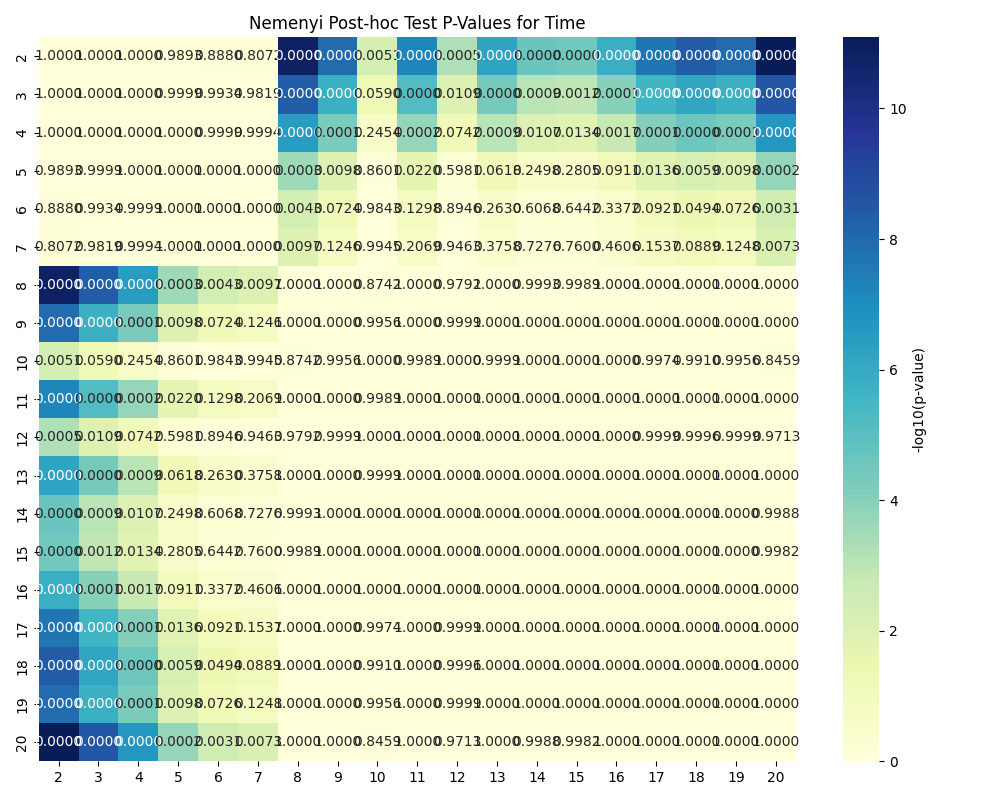 Nemenyi Post-hoc Test P-Values for Time
2 1.0000 1.0000 1.0000 0.9893 0.8880 0.8072 0.0000 0.0000 0.0051 0.0000 0.0005 0.0000 0.0000 0.0000 0.0000 0.0000 0.0000 0.0000 0.0000
3 1.0000 1.0000 1.0000 0.9999 0.9934 0.9819 0.0000 0.0000 0.0590 0.0000 0.0109 0.0000 0.0009 0.0012 0.0001 0.0000 0.0000 0.0000 0.0000
4 1.0000 1.0000 1.0000 1.0000 0.9999 0.9994 0.0000 0.0001 0.2454 0.0002 0.0742 0.0009 0.0107 0.0134 0.0017 0.0001 0.0000 0.0001 0.0000
5 0.9893 0.9999 1.0000 1.0000 1.0000 1.0000 0.0003 0.0098 0.8601 0.0220 0.5981 0.0618 0.2498 0.2805 0.0911 0.0136 0.0059 0.0098 0.0002
6 0.8880 0.9934 0.9999 1.0000 1.0000 1.0000 0.0043 0.0724 0.9843 0.1298 0.8946 0.2630 0.6068 0.6442 0.3372 0.0921 0.0494 0.0726 0.0031
7 0.8072 0.9819 0.9994 1.0000 1.0000 1.0000 0.0097 0.1246 0.9945 0.2069 0.9463 0.3758 0.7276 0.7600 0.4606 0.1537 0.0889 0.1248 0.0073
8 0.0000 0.0000 0.0000 0.0003 0.0043 0.0097 1.0000 1.0000 0.8742 1.0000 0.9792 1.0000 0.9993 0.9989 1.0000 1.0000 1.0000 1.0000 1.0000
9 0.0000 0.0000 0.0001 0.0098 0.0724 0.1246 1.0000 1.0000 0.9956 1.0000 0.9999 1.0000 1.0000 1.0000 1.0000 1.0000 1.0000 1.0000 1.0000
10 0.0051 0.0590 0.2454 0.8601 0.9843 0.9945 0.8742 0.9956 1.0000 0.9989 1.0000 0.9999 1.0000 1.0000 1.0000 0.9974 0.9910 0.9956 0.8459
11 0.0000 0.0000 0.0002 0.0220 0.1298 0.2069 1.0000 1.0000 0.9989 1.0000 1.0000 1.0000 1.0000 1.0000 1.0000 1.0000 1.0000 1.0000 1.0000
12 0.0005 0.0109 0.0742 0.5981 0.8946 0.9463 0.9792 0.9999 1.0000 1.0000 1.0000 1.0000 1.0000 1.0000 1.0000 0.9999 0.9996 0.9999 0.9713
13 0.0000 0.0000 0.0009 0.0618 0.2630 0.3758 1.0000 1.0000 0.9999 1.0000 1.0000 1.0000 1.0000 1.0000 1.0000 1.0000 1.0000 1.0000 1.0000
14 0.0000 0.0009 0.0107 0.2498 0.6068 0.7276 0.9993 1.0000 1.0000 1.0000 1.0000 1.0000 1.0000 1.0000 1.0000 1.0000 1.0000 1.0000 0.9988
15 0.0000 0.0012 0.0134 0.2805 0.6442 0.7600 0.9989 1.0000 1.0000 1.0000 1.0000 1.0000 1.0000 1.0000 1.0000 1.0000 1.0000 1.0000 0.9982
16 0.0000 0.0001 0.0017 0.0911 0.3372 0.4606 1.0000 1.0000 1.0000 1.0000 1.0000 1.0000 1.0000 1.0000 1.0000 1.0000 1.0000 1.0000 1.0000
17 0.0000 0.0000 0.0001 0.0136 0.0921 0.1537 1.0000 1.0000 0.9974 1.0000 0.9999 1.0000 1.0000 1.0000 1.0000 1.0000 1.0000 1.0000 1.0000
18 0.0000 0.0000 0.0000 0.0059 0.0494 0.0889 1.0000 1.0000 0.9910 1.0000 0.9996 1.0000 1.0000 1.0000 1.0000 1.0000 1.0000 1.0000 1.0000
19 0.0000 0.0000 0.0001 0.0098 0.0726 0.1248 1.0000 1.0000 0.9956 1.0000 0.9999 1.0000 1.0000 1.0000 1.0000 1.0000 1.0000 1.0000 1.0000
20 0.0000 0.0000 0.0000 0.0002 0.0031 0.0073 1.0000 1.0000 0.8459 1.0000 0.9713 1.0000 0.9988 0.9982 1.0000 1.0000 1.0000 1.0000 1.0000
2 3 4 5 6 7 8 9 10 11 12 13 14 15 16 17 18 19 20
10
8
6
4
2
0
-log10(p-value)